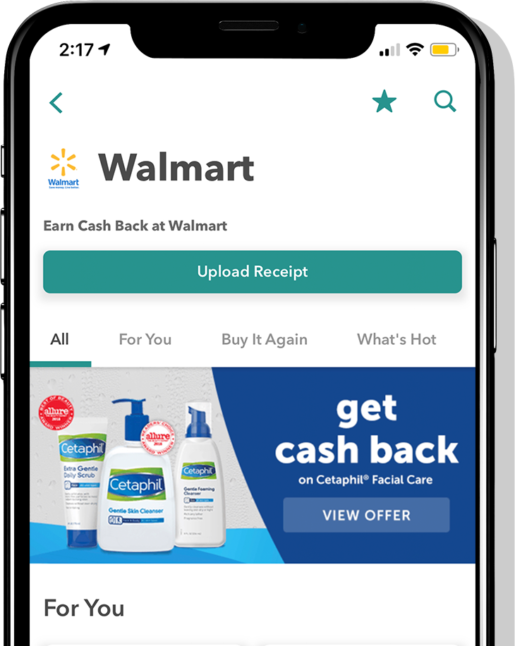 2:17
Walmart
Walmart
Earn Cash Back at Walmart
Upload Receipt
All
For You
Buy It Again
What's Hot
allure
Cetaphil
Extra Gentle
Daily Scrub
allure
Cetaphil
Gentle Skin Cleanser
Cetaphil
Gentle Foaming
Cleanser
get
cash back
on Cetaphil® Facial Care
VIEW OFFER
For You